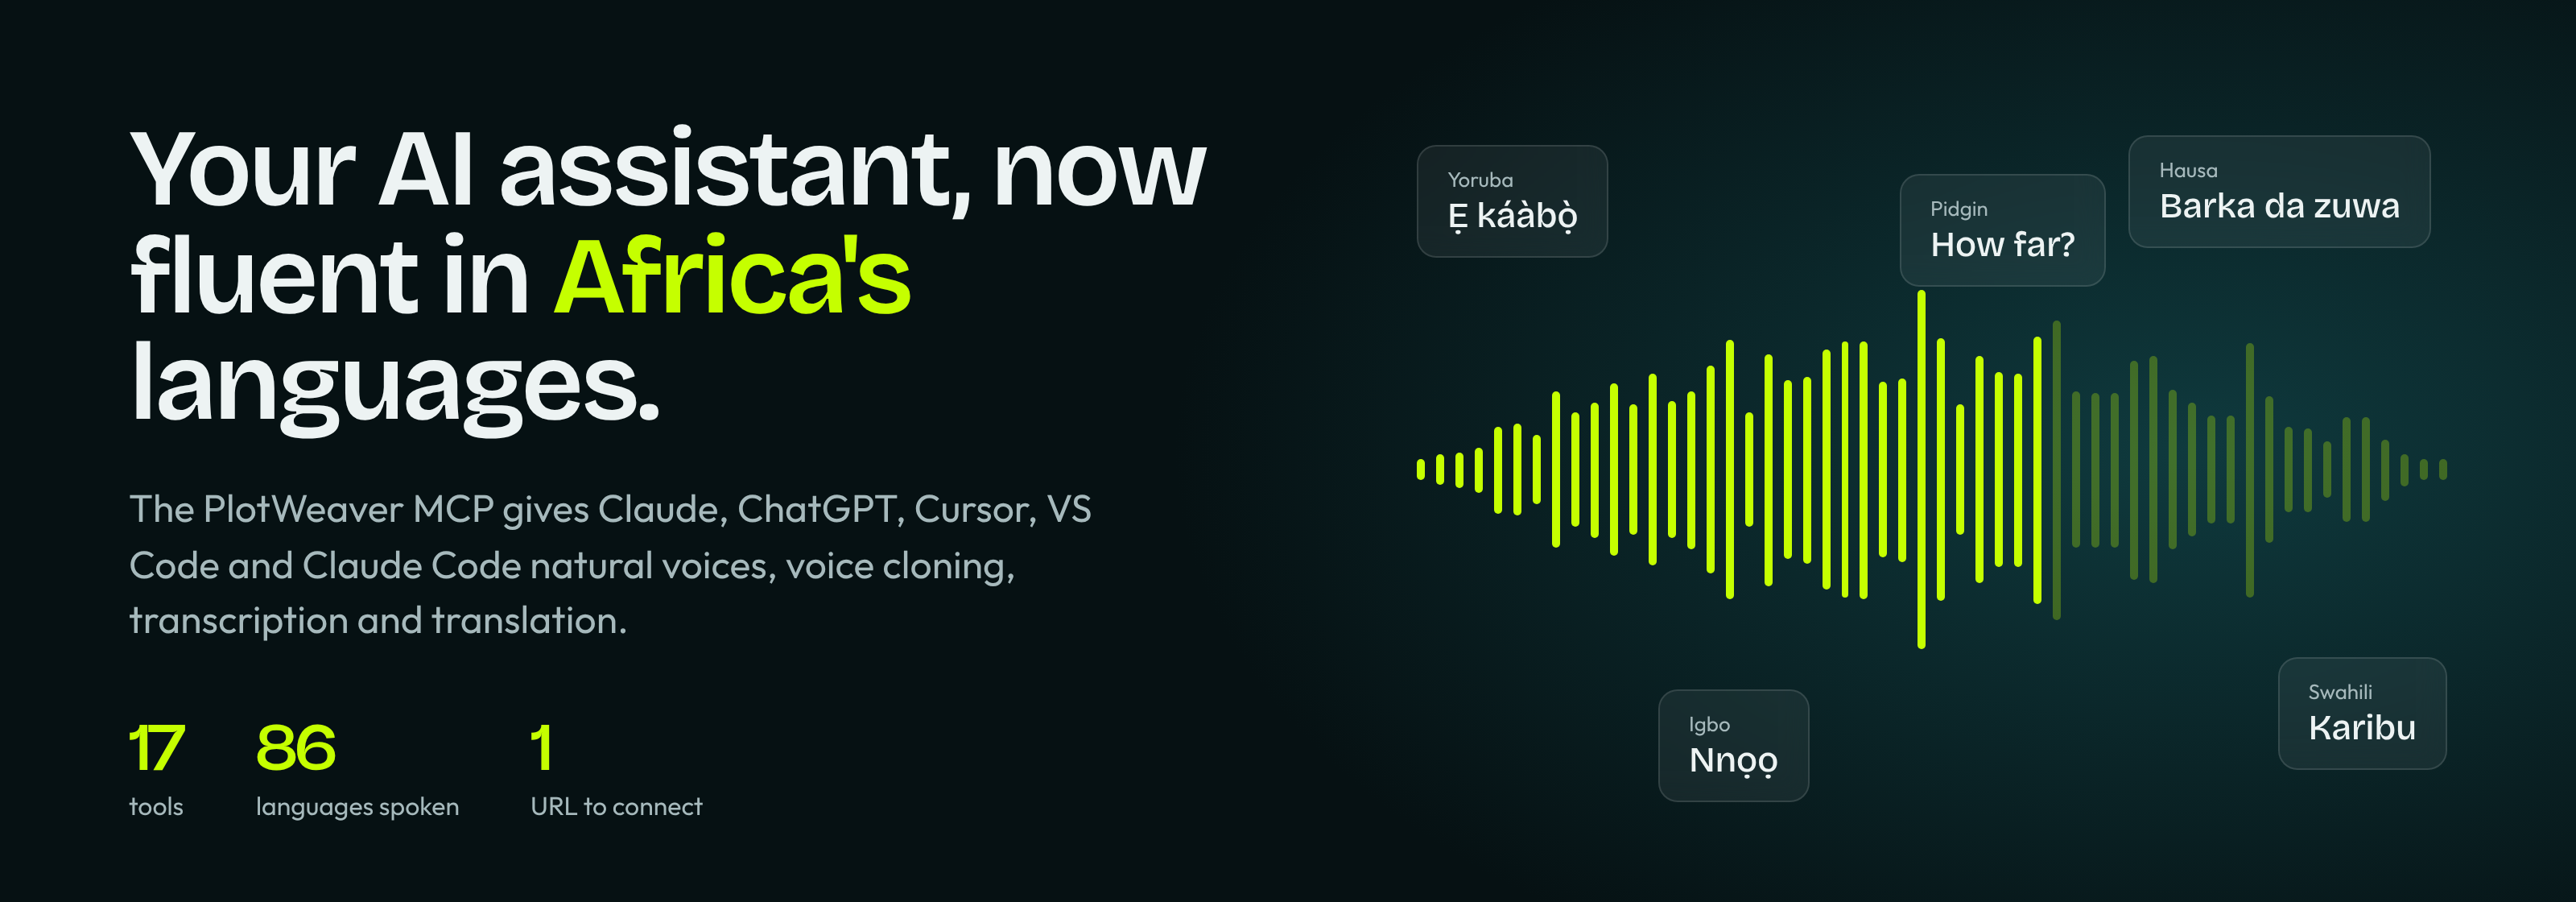 Your AI assistant, now
fluent in Africa's
languages.
The PlotWeaver MCP gives Claude, ChatGPT, Cursor, VS
Code and Claude Code natural voices, voice cloning,
transcription and translation.
17
tools
86
languages spoken
1
URL to connect
Yoruba
Ẹ káàbọ̀
Pidgin
How far?
Hausa
Barka da zuwa
Igbo
Nnọọ
Swahili
Karibu